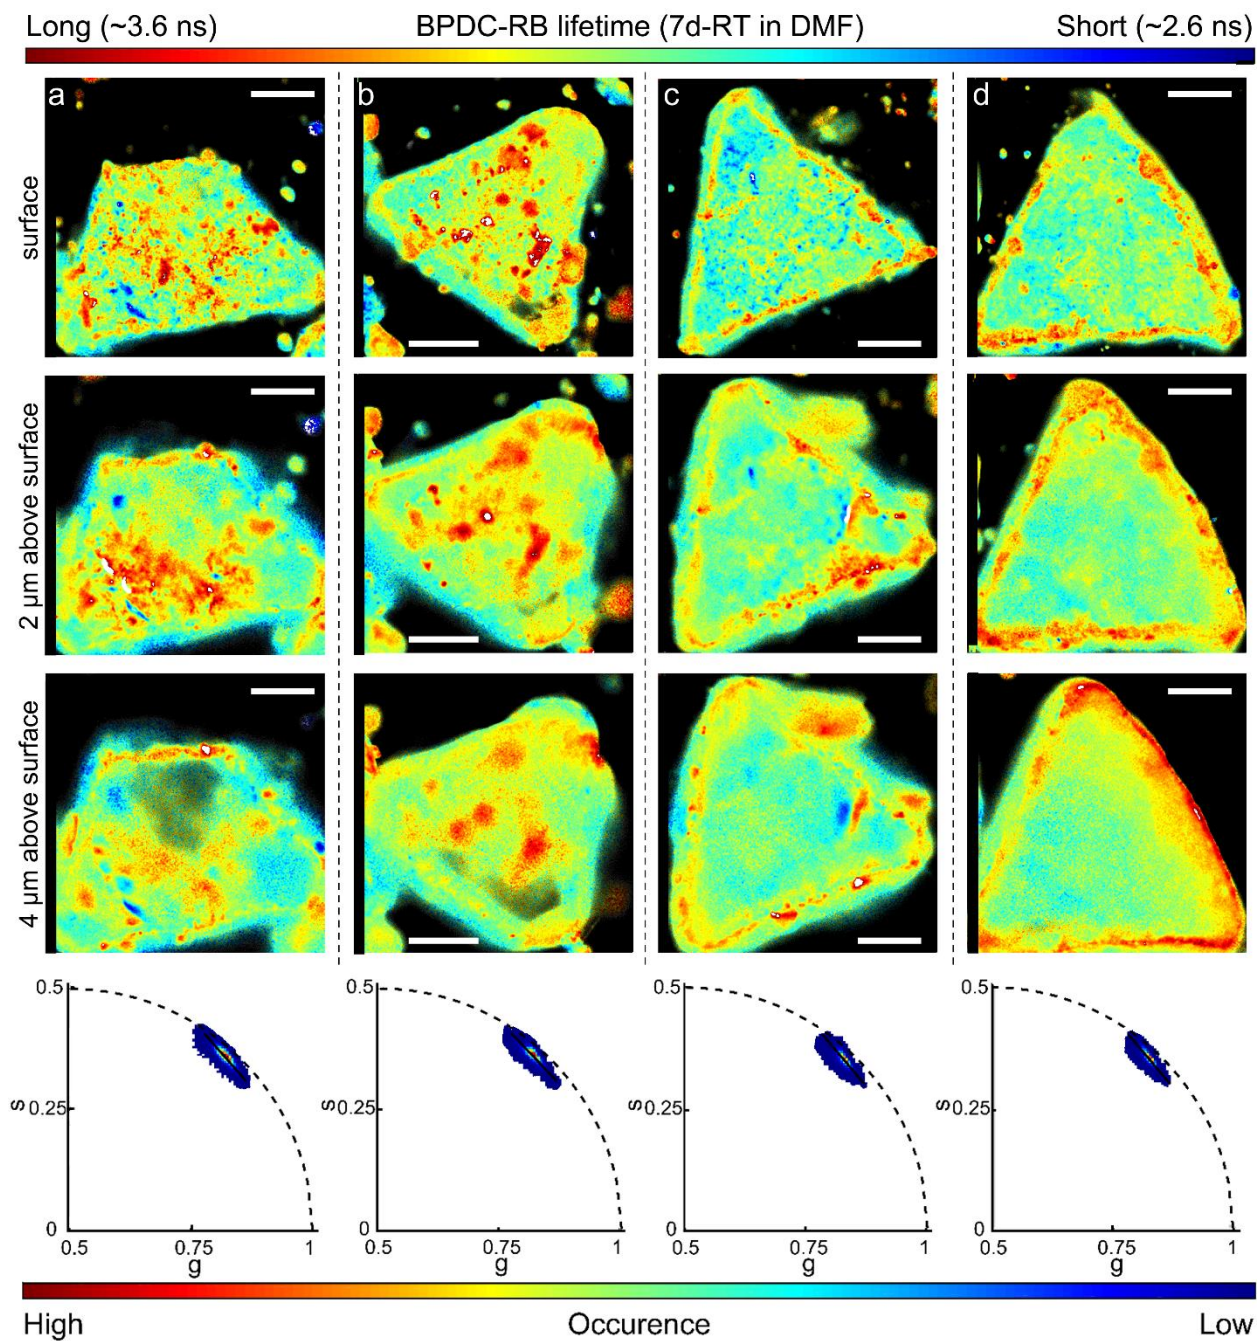 Long (~3.6 ns) BPDC-RB lifetime (7d-RT in DMF) Short (~2.6 ns)
a b c d
surface
2 µm above surface
4 µm above surface
0.5 0.5 0.5 0.5
s 0.25 s 0.25 s 0.25 s 0.25
0 0 0 0
0.5 0.75 1 0.5 0.75 1 0.5 0.75 1 0.5 0.75 1
g g g g
High Occurence Low